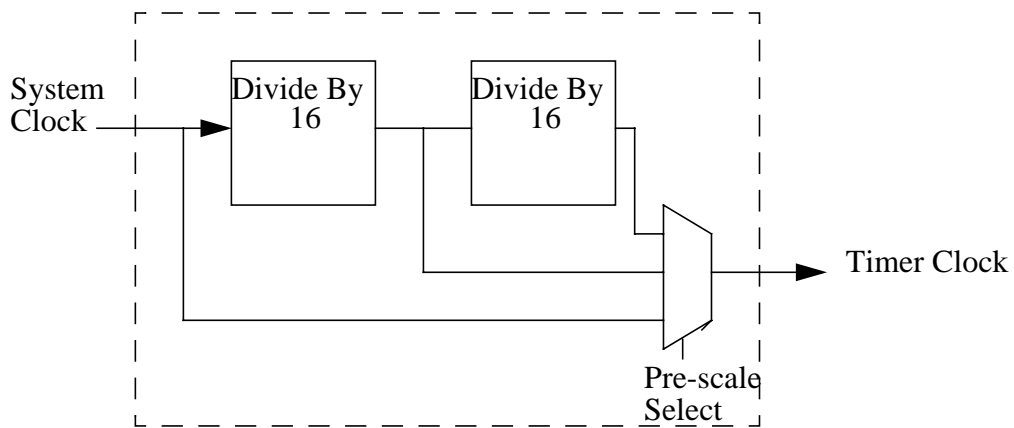 System
Clock
Divide By
16
Divide By
16
Timer Clock
Pre-scale
Select